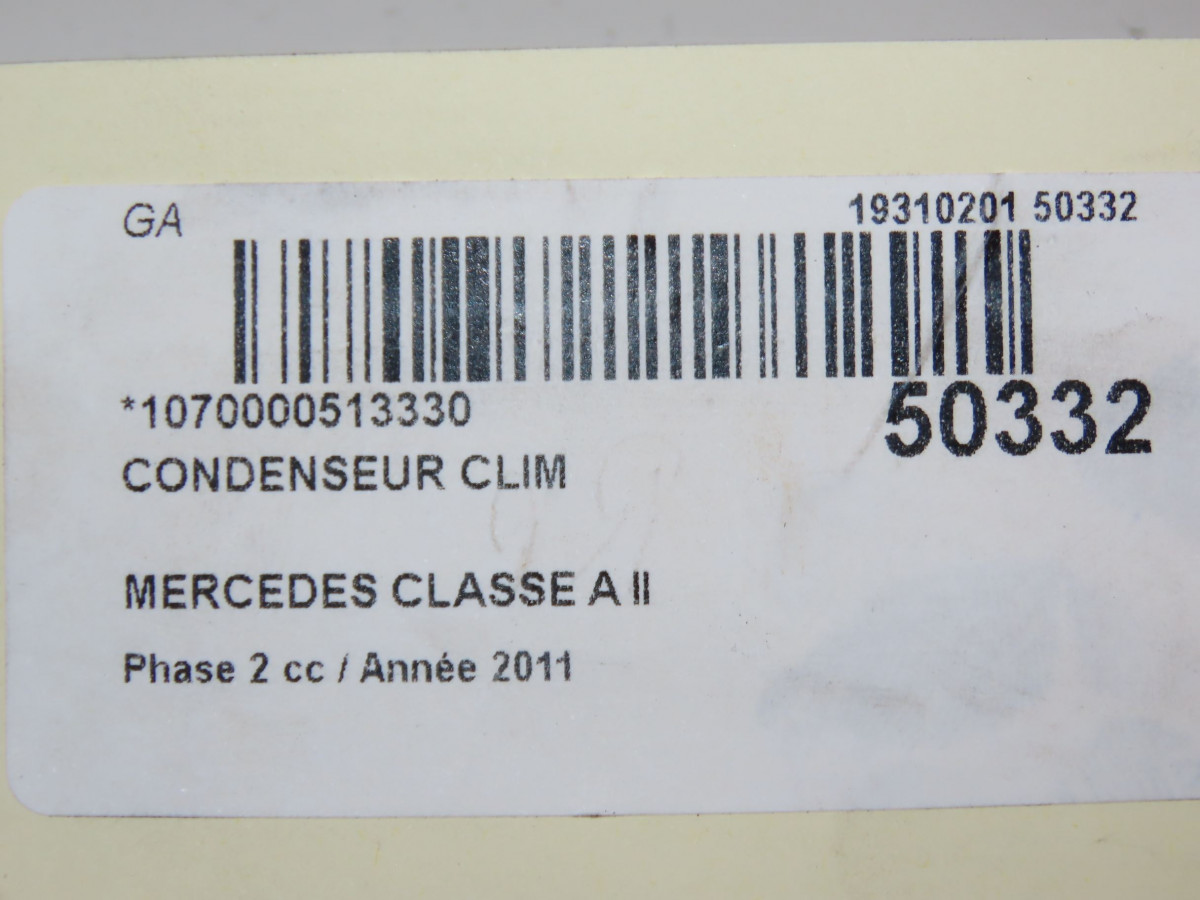 GA
19310201 50332
*1070000513330
50332
CONDENSEUR CLIM
MERCEDES CLASSE A II
Phase 2 cc / Année 2011